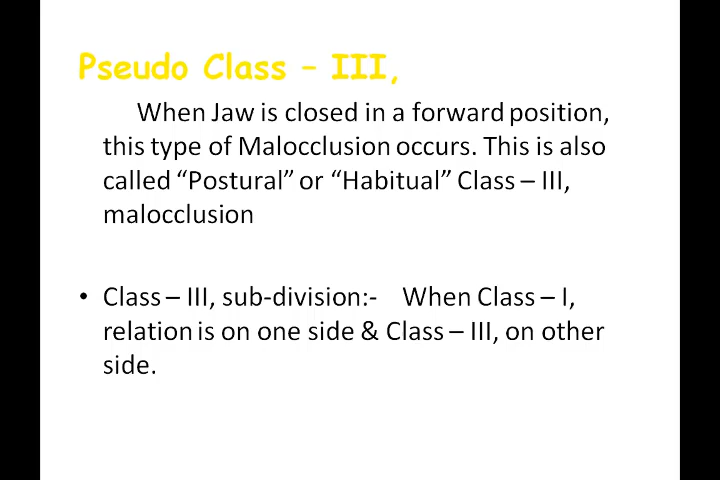 Pseudo Class – III,
When Jaw is closed in a forward position,
this type of Malocclusion occurs. This is also
called “Postural” or “Habitual” Class – III,
malocclusion
• Class – III, sub-division:- When Class – I,
relation is on one side & Class – III, on other
side.